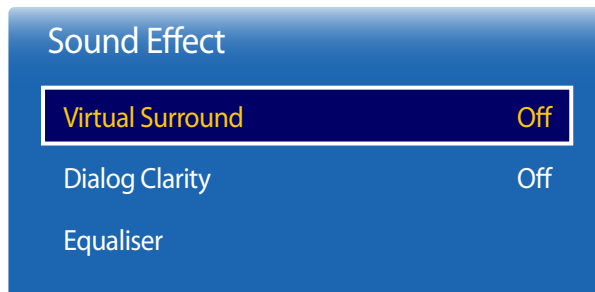 Sound Effect
Virtual Surround Off
Dialog Clarity Off
Equaliser